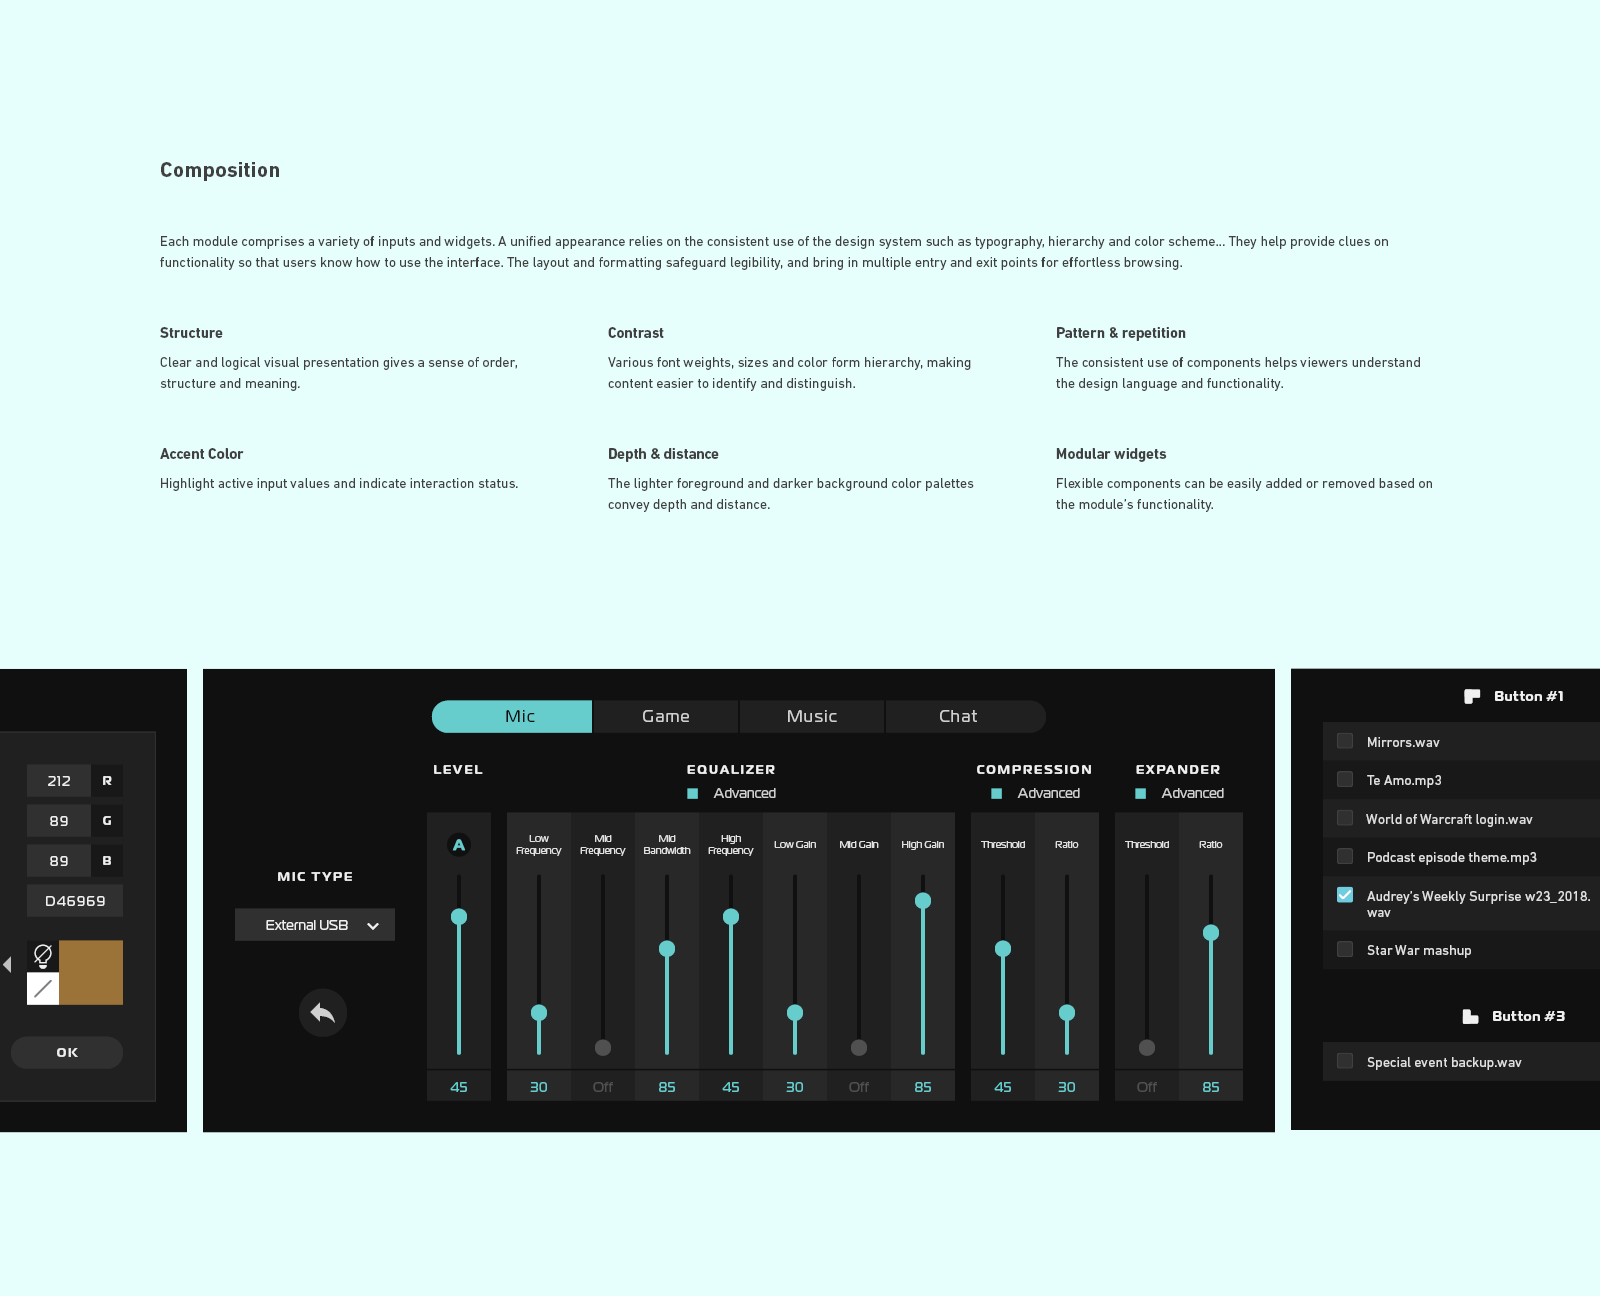 Composition
Each module comprises a variety of inputs and widgets. A unified appearance relies on the consistent use of the design system such as typography, hierarchy and color scheme... They help provide clues on
functionality so that users know how to use the interface. The layout and formatting safeguard legibility, and bring in multiple entry and exit points for effortless browsing.
Structure
Clear and logical visual presentation gives a sense of order,
structure and meaning.
Contrast
Various font weights, sizes and color form hierarchy, making
content easier to identify and distinguish.
Pattern & repetition
The consistent use of components helps viewers understand
the design language and functionality.
Accent Color
Highlight active input values and indicate interaction status.
Depth & distance
The lighter foreground and darker background color palettes
convey depth and distance.
Modular widgets
Flexible components can be easily added or removed based on
the module's functionality.
212 R
89 G
89 B
D46969
OK
Mic Game Music Chat
MIC TYPE
External USB
LEVEL
A
45
EQUALIZER
Advanced
Low
Frequency
Mid
Frequency
Mid
Bandwidth
High
Frequency
Low Gain
Mid Gain
High Gain
30 Off 85 45 30 Off 85
COMPRESSION
Advanced
Threshold Ratio
45 30
EXPANDER
Advanced
Threshold Ratio
Off 85
Button #1
Mirrors.wav
Te Amo.mp3
World of Warcraft login.wav
Podcast episode theme.mp3
Audrey's Weekly Surprise w23_2018.
wav
Star War mashup
Button #3
Special event backup.wav